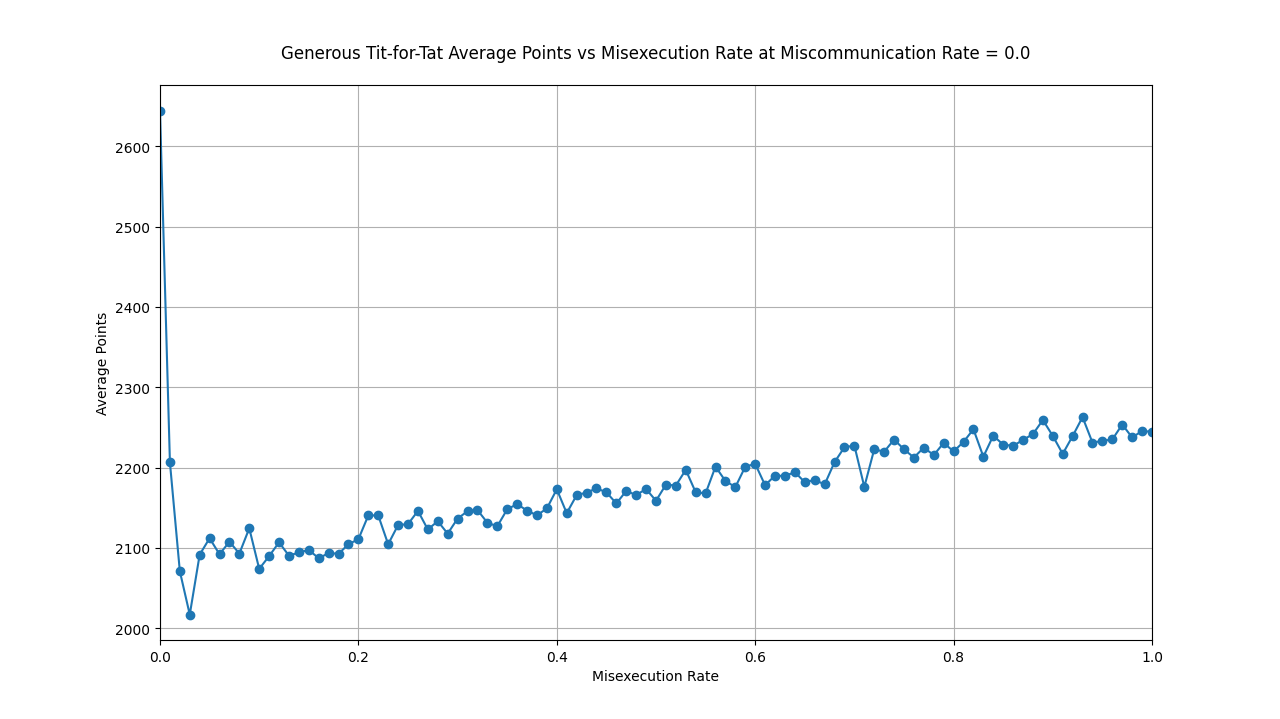 Generous Tit-for-Tat Average Points vs Misexecution Rate at Miscommunication Rate = 0.0
2600
2500
2400
2300
2200
2100
2000
Average Points
0.0 0.2 0.4 0.6 0.8 1.0
Misexecution Rate